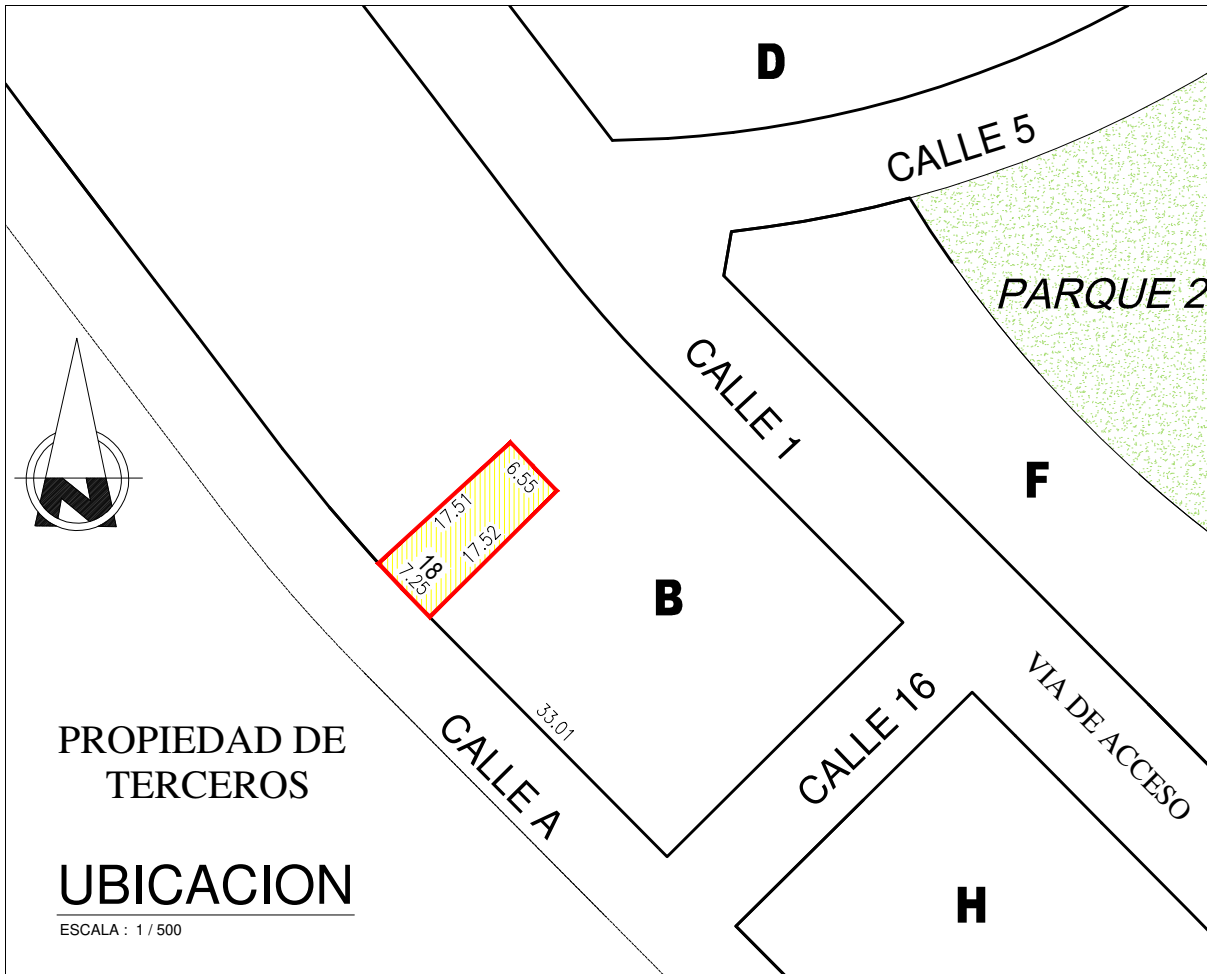 D
CALLE 5
PARQUE 2
CALLE 1
F
6.55
17.51
17.52
18
7.25
B
33.01
CALLE A
CALLE 16
VIA DE ACCESO
H
N
PROPIEDAD DE
TERCEROS
UBICACION
ESCALA : 1 / 500